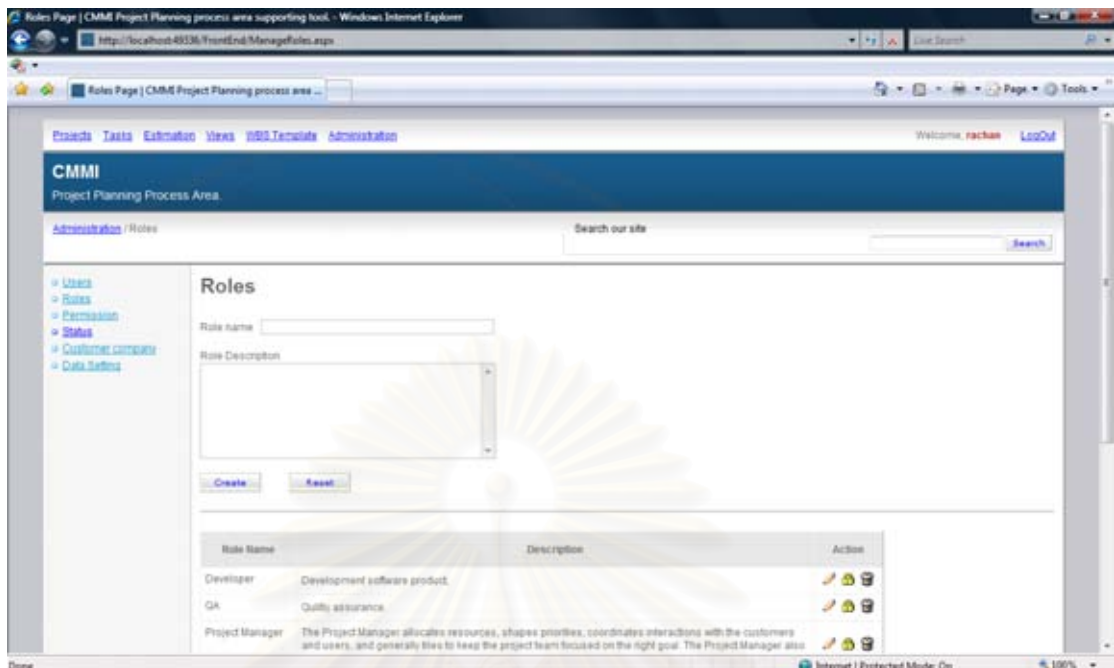 Roles Page | CMMI Project Planning process area supporting tool. - Windows Internet Explorer
http://localhost:49336/FrontEnd/ManageRoles.aspx
Live Search
Roles Page | CMMI Project Planning process area ...
Page
Tools
Projects Tasks Estimation Views WBS Template Administration
Welcome, rachan LogOut
CMMI
Project Planning Process Area.
Administration / Roles
Search our site
Search
Users
Roles
Permission
Status
Customer company
Data Setting
Roles
Role name
Role Description
Create Reset
Role Name Description Action
Developer Development software product.
QA Qulity assurance.
Project Manager The Project Manager allocates resources, shapes priorities, coordinates interactions with the customers
and users, and generally tries to keep the project team focused on the right goal. The Project Manager also
Done
Internet | Protected Mode: On
100%